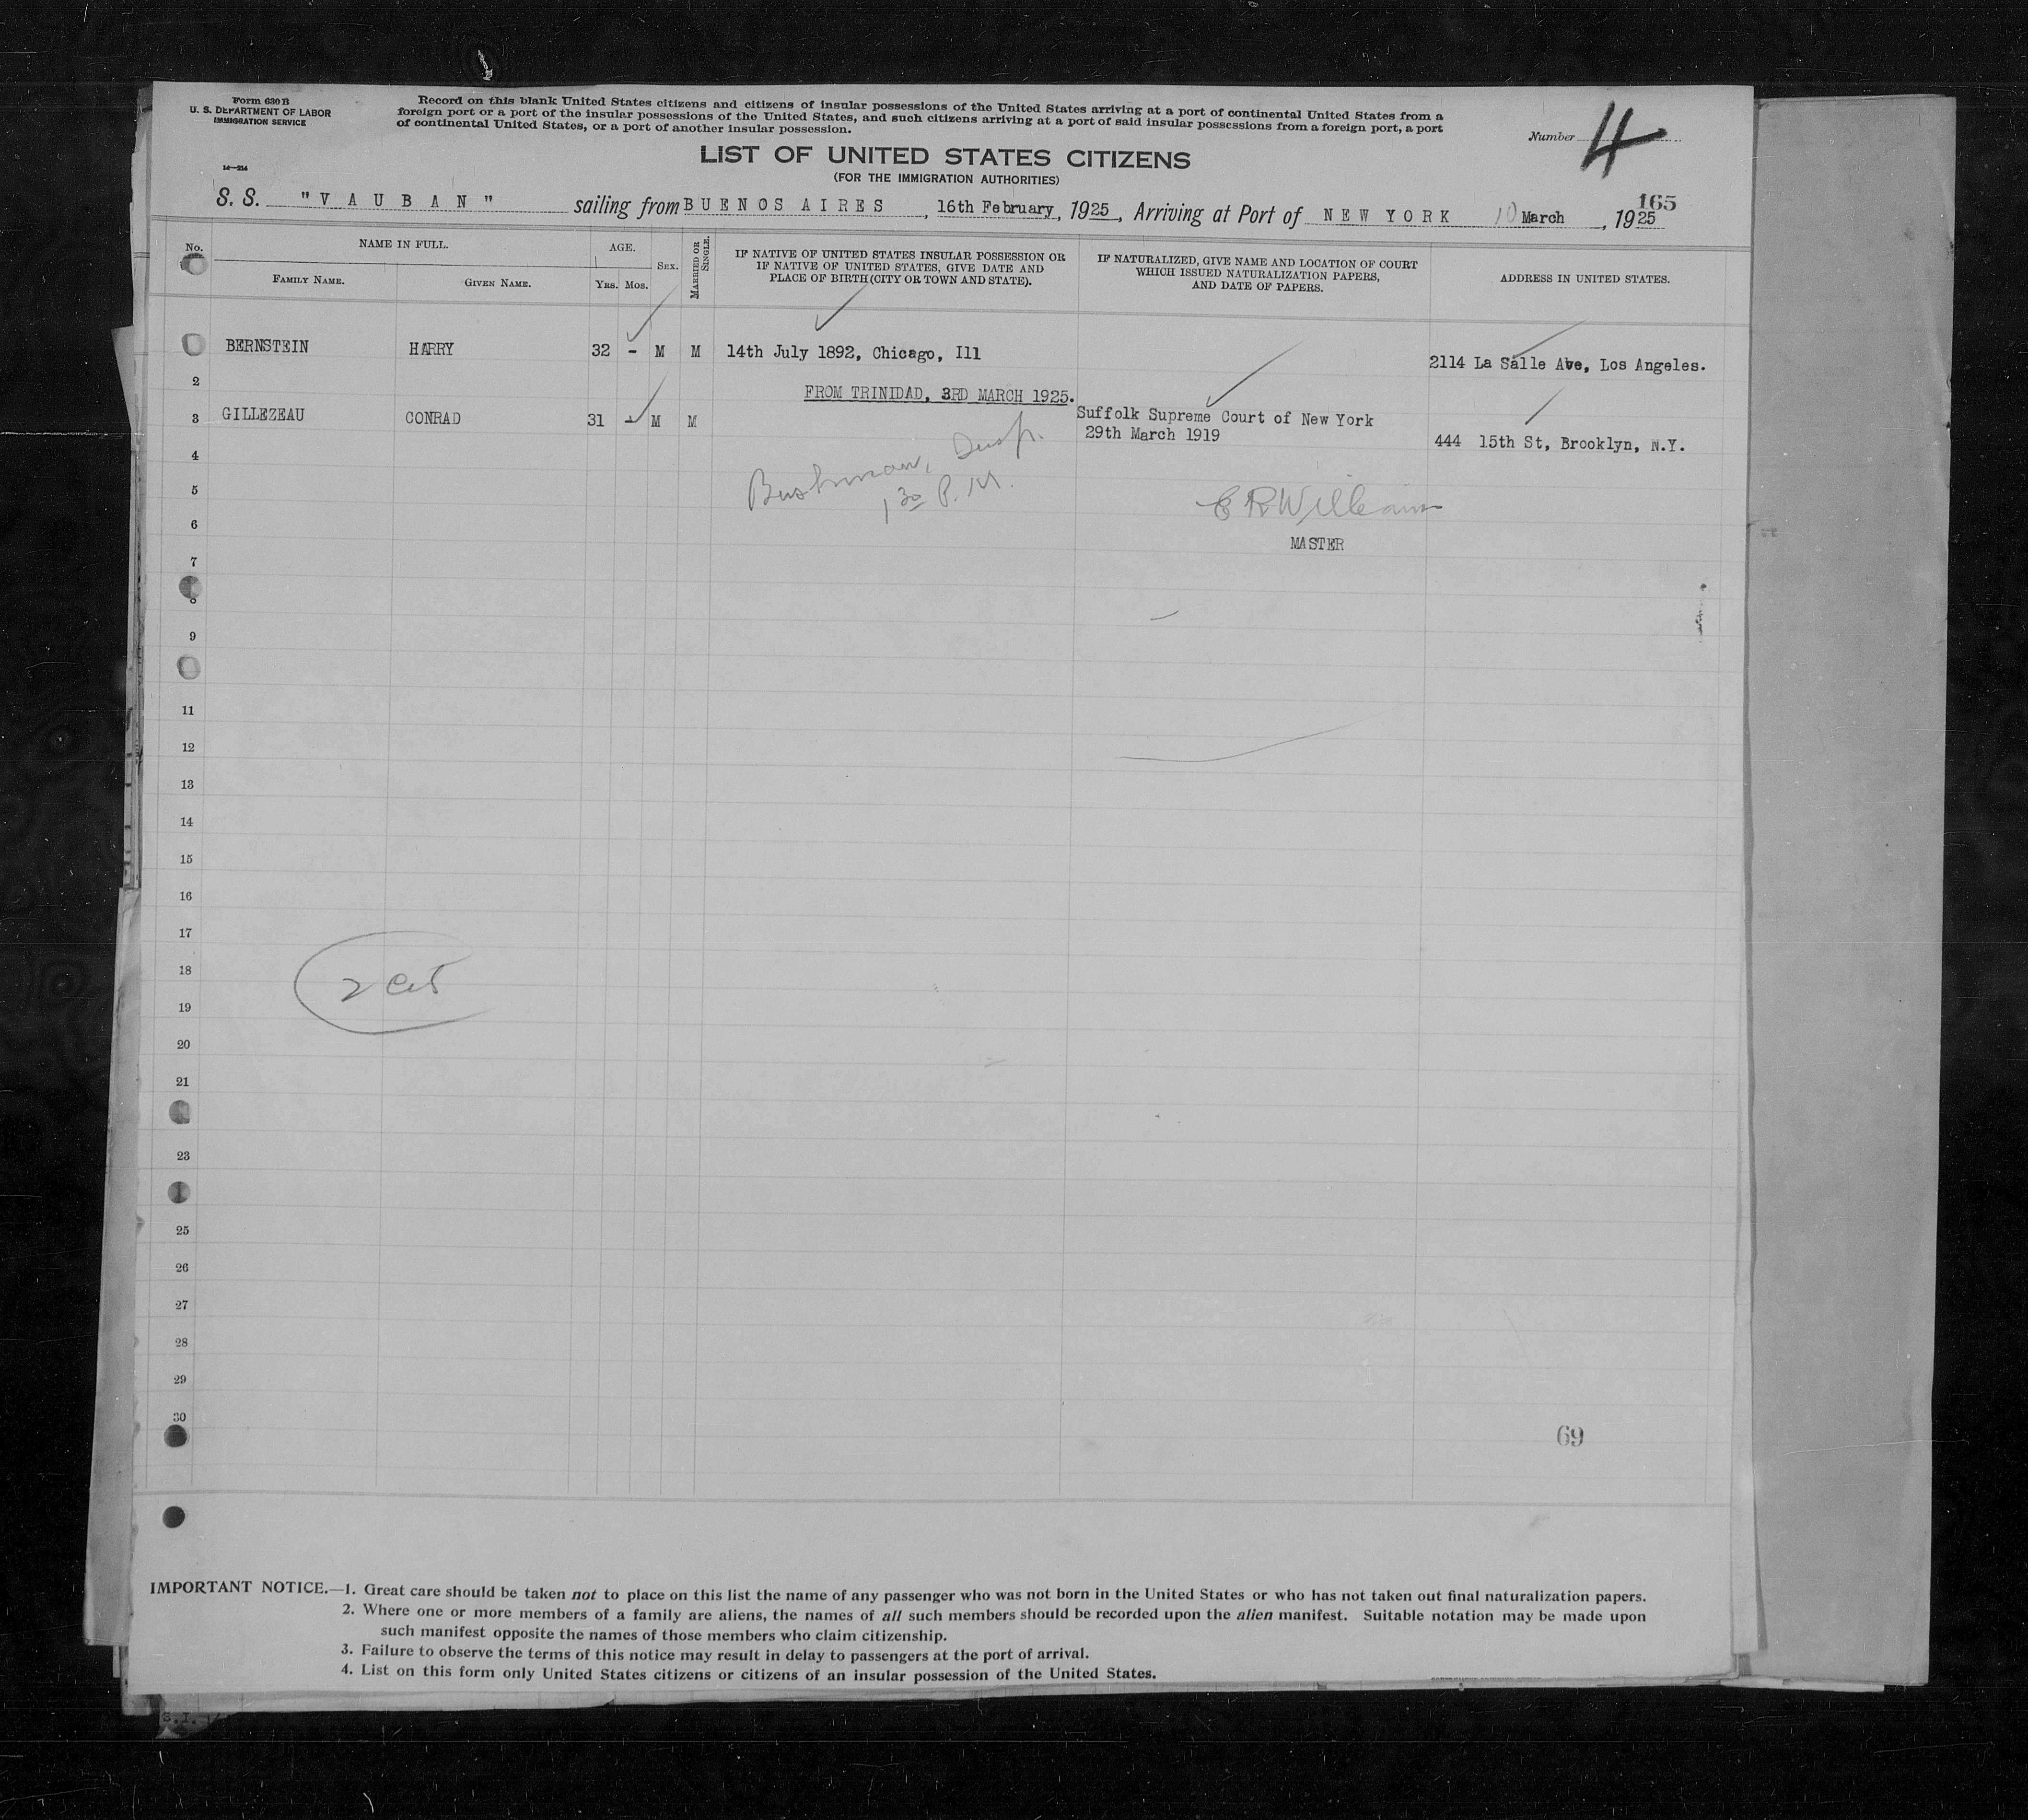 Form 630 B
U. S. DEPARTMENT OF LABOR
IMMIGRATION SERVICE
14—214
Record on this blank United States citizens and citizens of insular possessions of the United States arriving at a port of continental United States from a
foreign port or a port of the insular possessions of the United States, and such citizens arriving at a port of said insular possessions from a foreign port, a port
of continental United States, or a port of another insular possession.
Number 4
LIST OF UNITED STATES CITIZENS
(FOR THE IMMIGRATION AUTHORITIES)
165
S. S. "VAUBAN" sailing from BUENOS AIRES, 16th February, 1925, Arriving at Port of NEW YORK 10 March, 1925
No.
NAME IN FULL.
FAMILY NAME. GIVEN NAME.
AGE.
YRS. MOS.
SEX.
MARRIED OR SINGLE.
IF NATIVE OF UNITED STATES INSULAR POSSESSION OR
IF NATIVE OF UNITED STATES, GIVE DATE AND
PLACE OF BIRTH (CITY OR TOWN AND STATE).
IF NATURALIZED, GIVE NAME AND LOCATION OF COURT
WHICH ISSUED NATURALIZATION PAPERS,
AND DATE OF PAPERS.
ADDRESS IN UNITED STATES.
BERNSTEIN HARRY 32 - M M 14th July 1892, Chicago, Ill 2114 La Salle Ave, Los Angeles.
2 FROM TRINIDAD, 3RD MARCH 1925.
3 GILLEZEAU CONRAD 31 - M M Suffolk Supreme Court of New York
29th March 1919
444 15th St, Brooklyn, N.Y.
4
5 Bushman,
1 30 P.M.
E R Williams
6
MASTER
7
8
9
11
12
13
14
15
16
17
18 2
19
20
21
23
25
26
27
28
29
30
69
IMPORTANT NOTICE.—1. Great care should be taken not to place on this list the name of any passenger who was not born in the United States or who has not taken out final naturalization papers.
2. Where one or more members of a family are aliens, the names of all such members should be recorded upon the alien manifest. Suitable notation may be made upon
such manifest opposite the names of those members who claim citizenship.
3. Failure to observe the terms of this notice may result in delay to passengers at the port of arrival.
4. List on this form only United States citizens or citizens of an insular possession of the United States.
S.I.